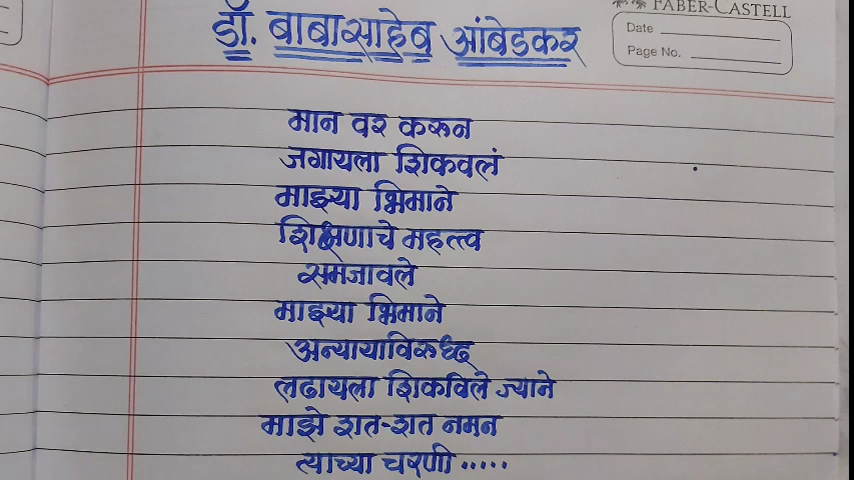 FABER-CASTELL
Date
Page No.
डॉ. बाबासाहेब आंबेडकर
मान वर करून
जगायला शिकवलं
माझ्या भिमाने
शिक्षणाचे महत्त्व
समजावले
माझ्या भिमाने
अन्यायाविरुध्द
लढायला शिकविले ज्याने
माझे शत-शत नमन
त्याच्या चरणी.....